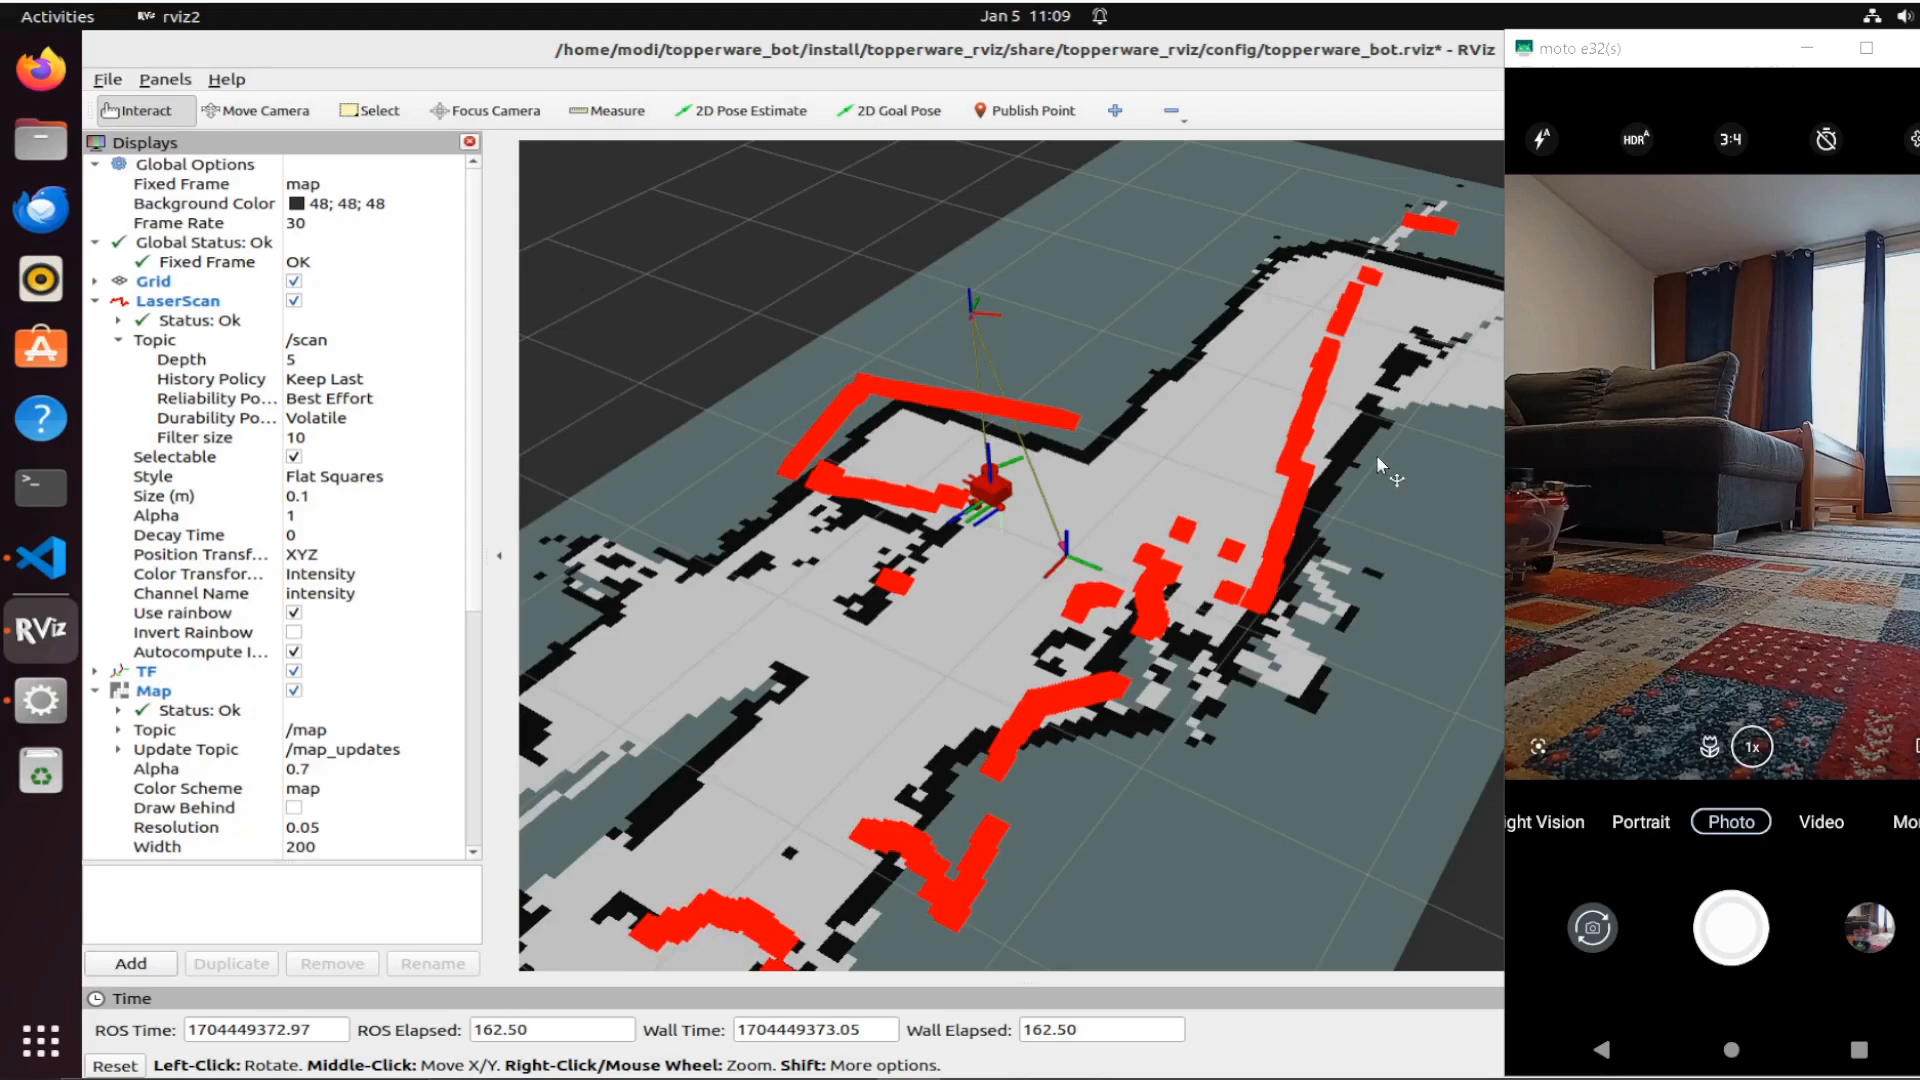 Activities
RViz rviz2
Jan 5 11:09
/home/modi/topperware_bot/install/topperware_rviz/share/topperware_rviz/config/topperware_bot.rviz* - RViz
moto e32(s)
File Panels Help
Interact Move Camera Select Focus Camera Measure 2D Pose Estimate 2D Goal Pose Publish Point
HDR A 3:4
Displays
Global Options
Fixed Frame map
Background Color 48; 48; 48
Frame Rate 30
Global Status: Ok
Fixed Frame OK
Grid
LaserScan
Status: Ok
Topic /scan
Depth 5
History Policy Keep Last
Reliability Po... Best Effort
Durability Po... Volatile
Filter size 10
Selectable
Style Flat Squares
Size (m) 0.1
Alpha 1
Decay Time 0
Position Transf... XYZ
Color Transfor... Intensity
Channel Name intensity
Use rainbow
Invert Rainbow
Autocompute I...
TF
Map
Status: Ok
Topic /map
Update Topic /map_updates
Alpha 0.7
Color Scheme map
Draw Behind
Resolution 0.05
Width 200
RViz
1x
ght Vision Portrait Photo Video Mor
Add Duplicate Remove Rename
Time
ROS Time: 1704449372.97 ROS Elapsed: 162.50 Wall Time: 1704449373.05 Wall Elapsed: 162.50
Reset Left-Click: Rotate. Middle-Click: Move X/Y. Right-Click/Mouse Wheel: Zoom. Shift: More options.